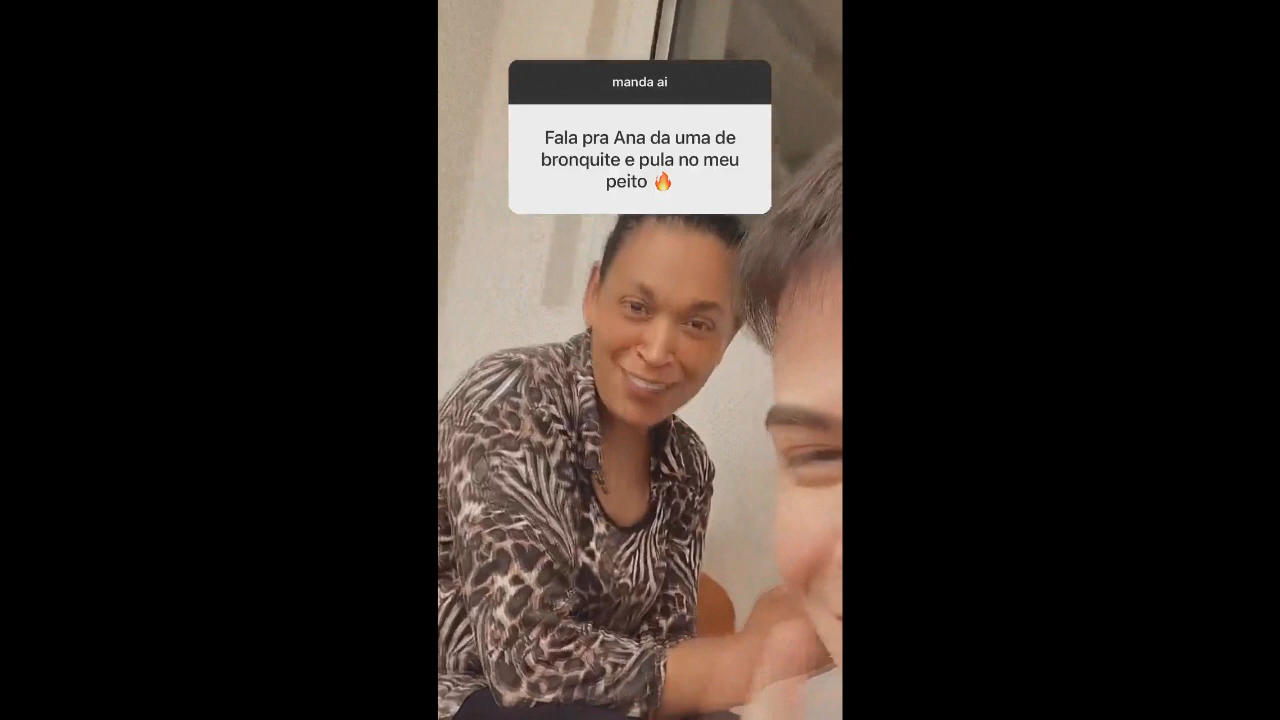 manda ai
Fala pra Ana da uma de
bronquite e pula no meu
peito 🔥